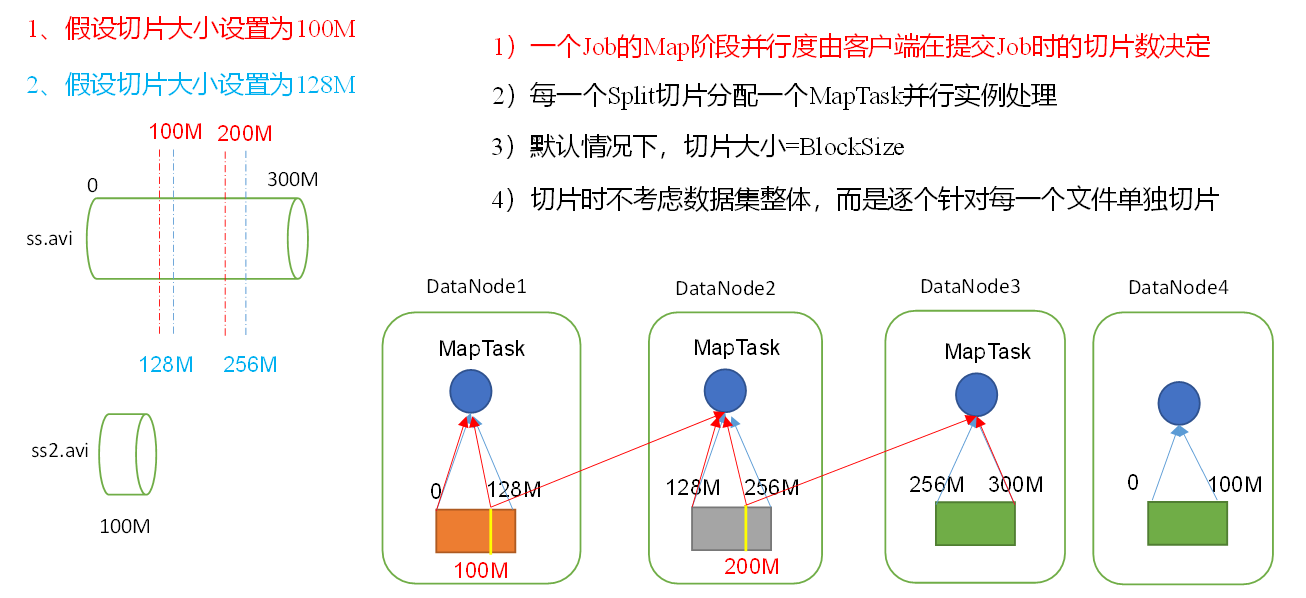 1、假设切片大小设置为100M
2、假设切片大小设置为128M
1）一个Job的Map阶段并行度由客户端在提交Job时的切片数决定
2）每一个Split切片分配一个MapTask并行实例处理
3）默认情况下，切片大小=BlockSize
4）切片时不考虑数据集整体，而是逐个针对每一个文件单独切片
100M 200M
0 300M
ss.avi
128M 256M
ss2.avi
100M
DataNode1 DataNode2 DataNode3 DataNode4
MapTask MapTask MapTask
0 128M 128M 256M 256M 300M 0 100M
100M 200M